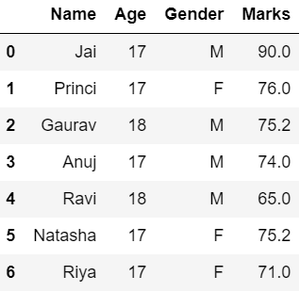 Name Age Gender Marks
0 Jai 17 M 90.0
1 Princi 17 F 76.0
2 Gaurav 18 M 75.2
3 Anuj 17 M 74.0
4 Ravi 18 M 65.0
5 Natasha 17 F 75.2
6 Riya 17 F 71.0